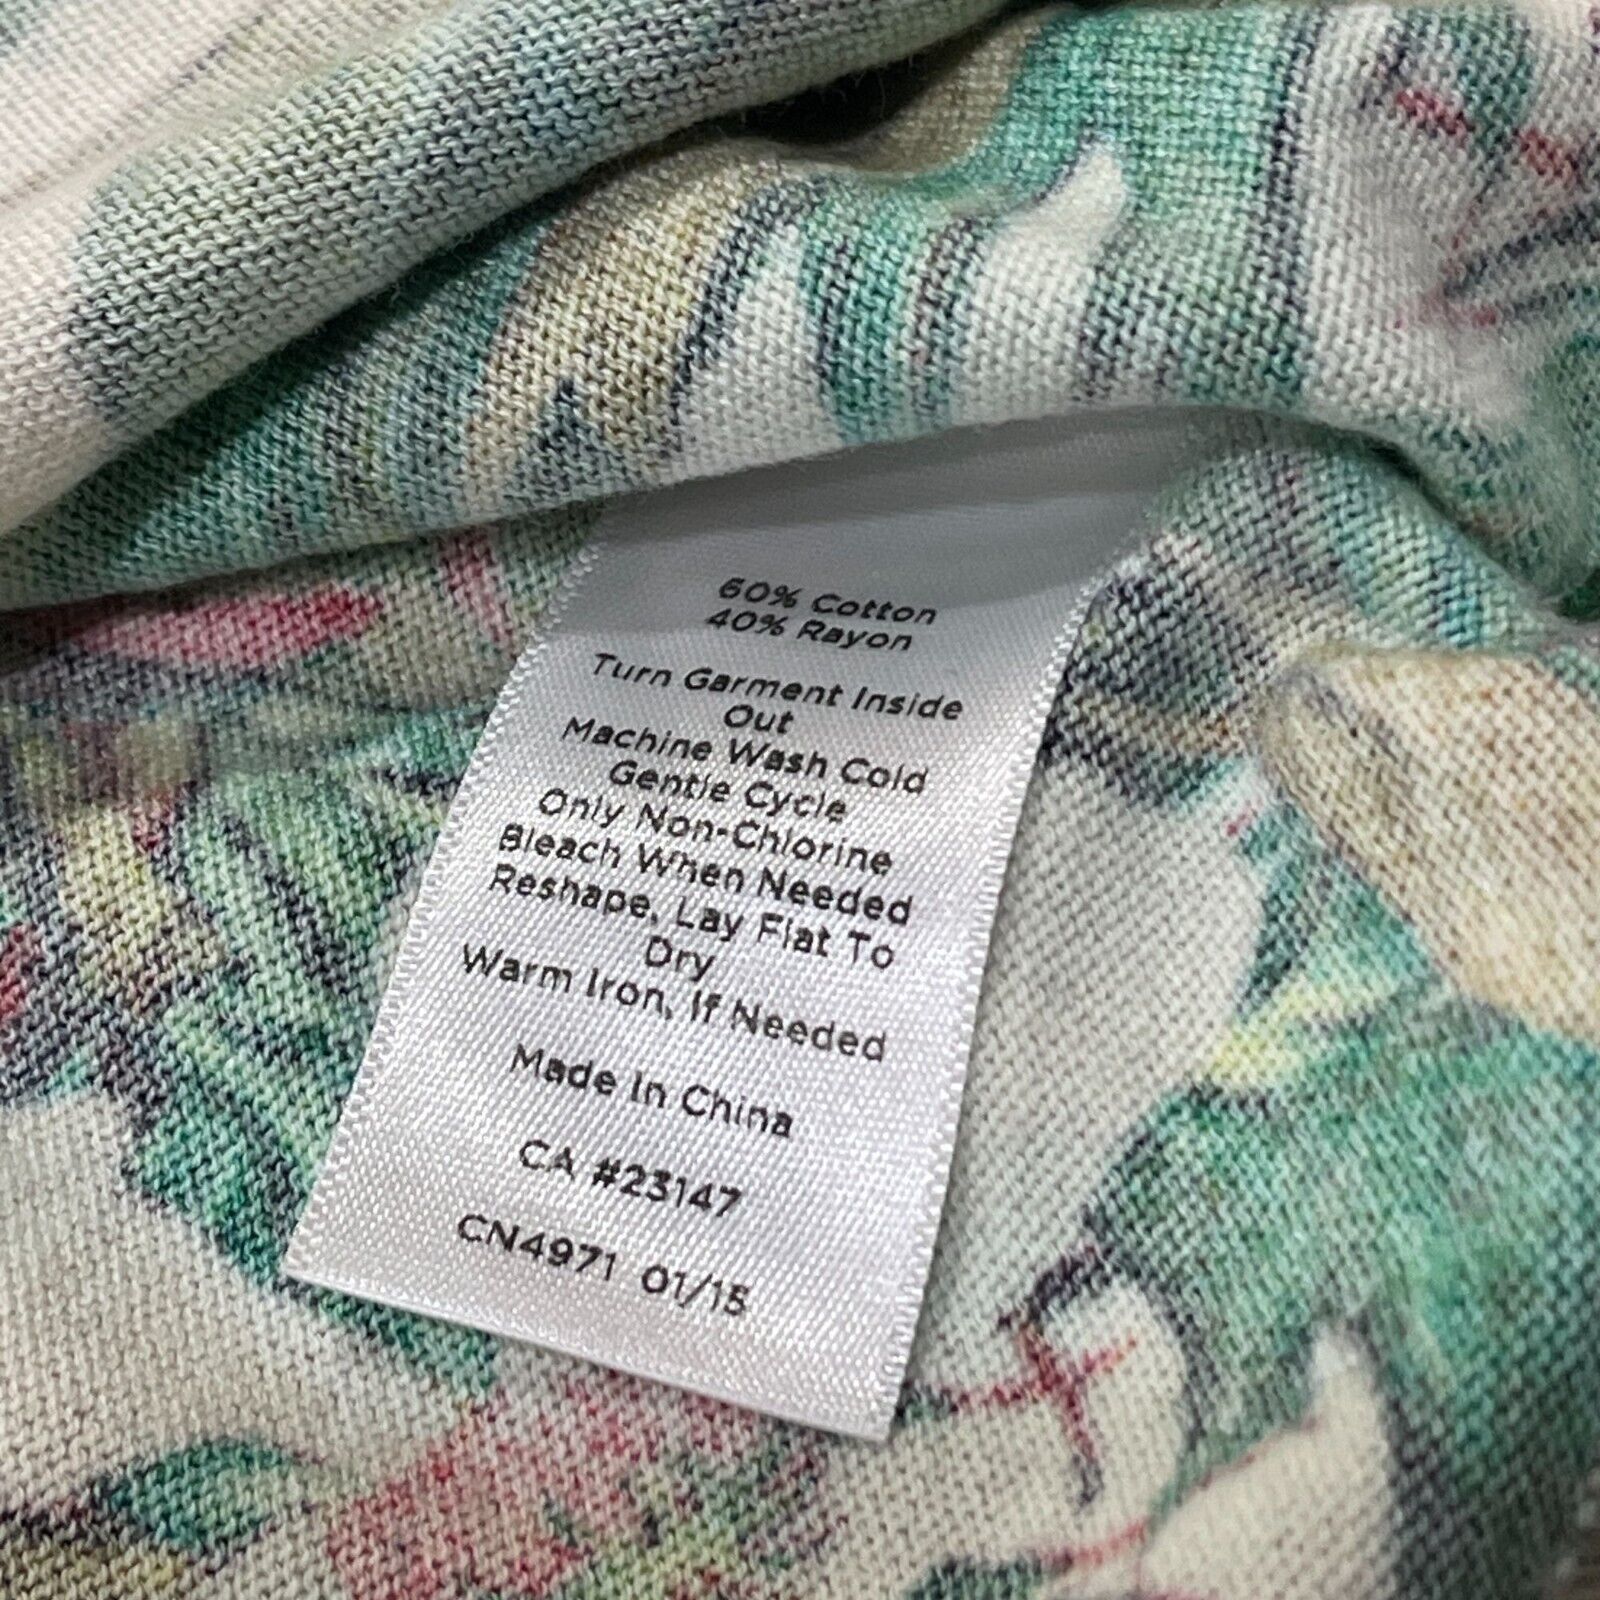 60% Cotton
40% Rayon
Turn Garment Inside
Out
Machine Wash Cold
Gentle Cycle
Only Non-Chlorine
Bleach When Needed
Reshape, Lay Flat To
Dry
Warm Iron, If Needed
Made In China
CA #23147
CN4971 01/15